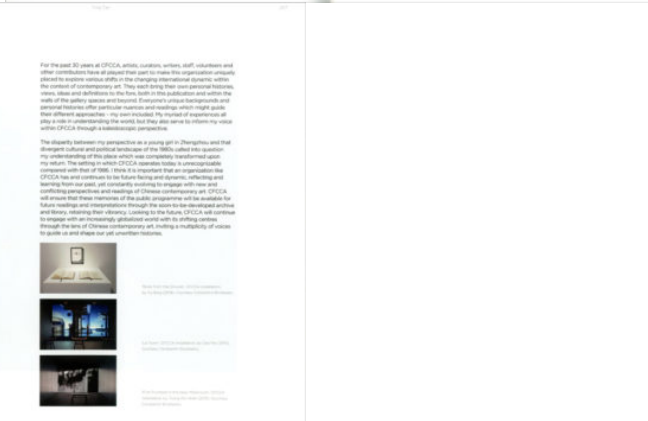 For the past 30 years at CFCCA, artists, curators, writers, staff, volunteers and
other contributors have all played their part to make this organization uniquely
placed to explore various shifts in the changing international dynamic within
the context of contemporary art. They each bring their own personal histories,
views, ideas and definitions to the fore, both in the publication and within the
walls of the gallery spaces and beyond. Everyone's unique backgrounds and
personal histories offer particular nuances and readings which might guide
their different approaches – my own included. My myriad of experiences all
play a role in understanding the world, but they also serve to inform my voice
within CFCCA through a kaleidoscopic perspective.
The disparity between my perspective as a young girl in Zhengzhou and that
divergent cultural and political landscape of the 1980s called into question
my understanding of this place which was completely transformed upon
my return. The setting in which CFCCA operates today is unrecognizable
compared with that of 1986. I think it is important that an organization like
CFCCA has and continues to be future facing and dynamic, reflecting and
learning from our past, yet constantly evolving to engage with new and
conflicting perspectives and readings of Chinese contemporary art. CFCCA
will ensure that these memories of the public programme will be available for
future readings and interpretations through the soon-to-be-developed archive
and library, retaining their vibrancy. Looking to the future, CFCCA will continue
to engage with an increasingly globalized world with its shifting centres
through the lens of Chinese contemporary art, inviting a multiplicity of voices
to guide us and shape our yet unwritten histories.